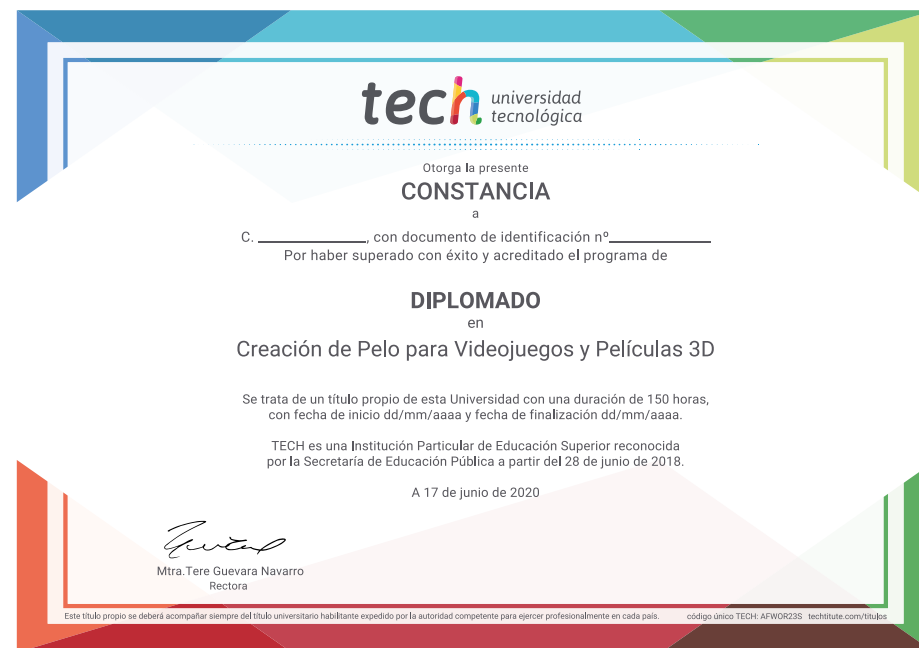 tech universidad
tecnológica
Otorga la presente
CONSTANCIA
a
C. ______________, con documento de identificación nº______________
Por haber superado con éxito y acreditado el programa de
DIPLOMADO
en
Creación de Pelo para Videojuegos y Películas 3D
Se trata de un título propio de esta Universidad con una duración de 150 horas,
con fecha de inicio dd/mm/aaaa y fecha de finalización dd/mm/aaaa.
TECH es una Institución Particular de Educación Superior reconocida
por la Secretaría de Educación Pública a partir del 28 de junio de 2018.
A 17 de junio de 2020
Mtra.Tere Guevara Navarro
Rectora
Este título propio se deberá acompañar siempre del título universitario habilitante expedido por la autoridad competente para ejercer profesionalmente en cada país. código único TECH: AFWOR23S techtitute.com/titulos